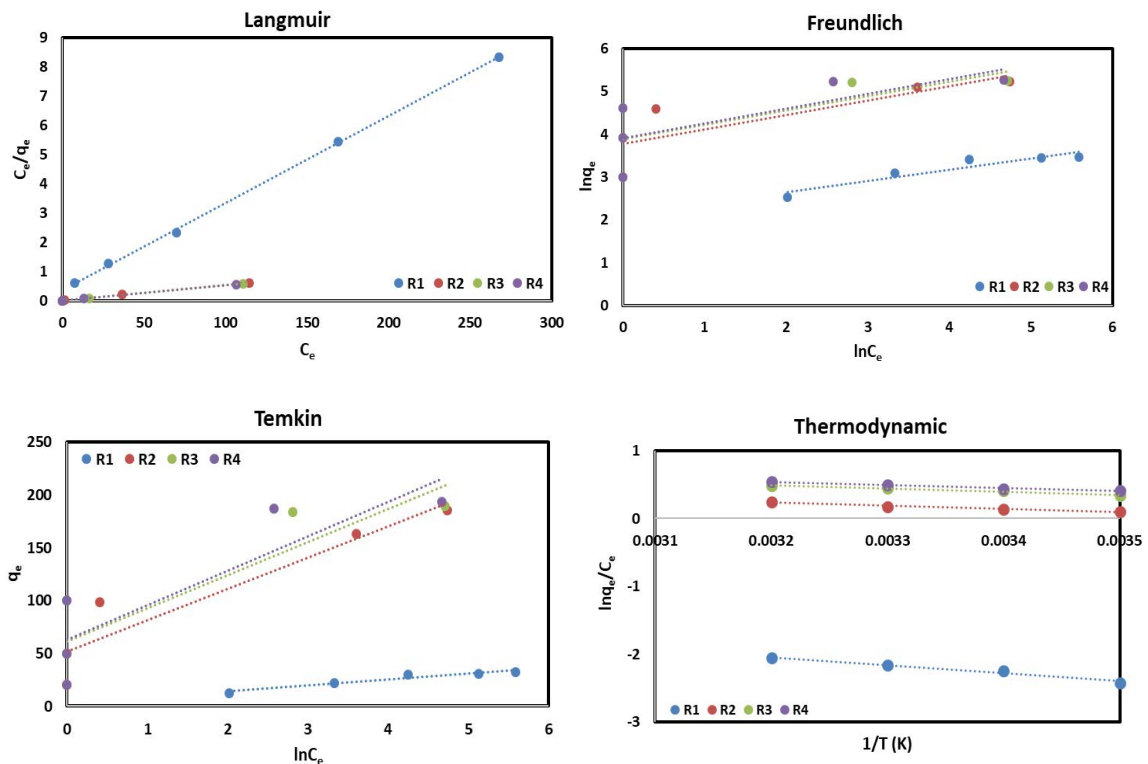 Langmuir
9
8
7
6
5
4
3
2
1
0
Cₑ/qₑ
0 50 100 150 200 250 300
Cₑ
R1 R2 R3 R4
Freundlich
6
5
4
3
2
1
0
lnqₑ
0 1 2 3 4 5 6
lnCₑ
R1 R2 R3 R4
Temkin
250
200
150
100
50
0
qₑ
0 1 2 3 4 5 6
lnCₑ
R1 R2 R3 R4
Thermodynamic
1
0
-1
-2
-3
lnqₑ/Cₑ
0.0031 0.0032 0.0033 0.0034 0.0035
1/T (K)
R1 R2 R3 R4